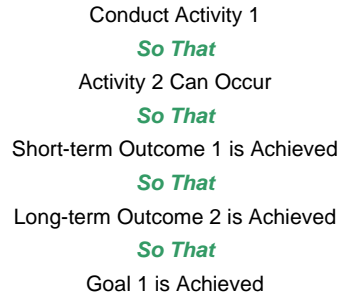 Conduct Activity 1
So That
Activity 2 Can Occur
So That
Short-term Outcome 1 is Achieved
So That
Long-term Outcome 2 is Achieved
So That
Goal 1 is Achieved